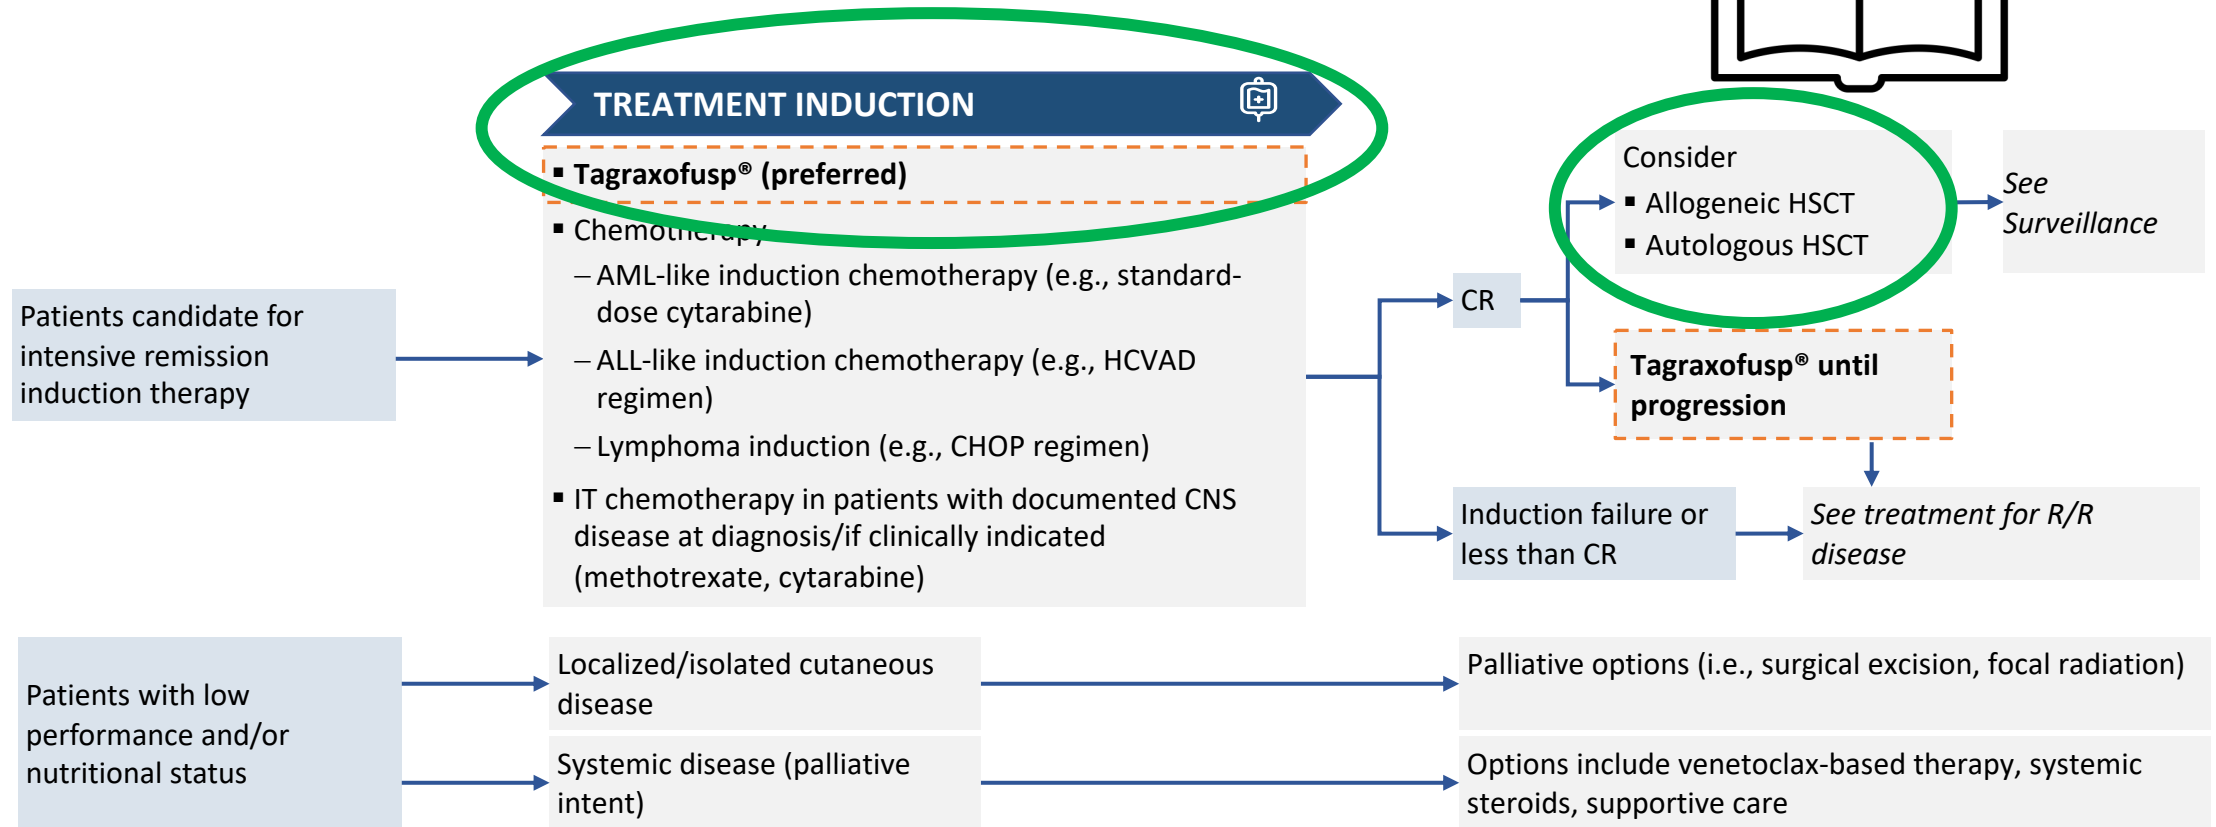 TREATMENT INDUCTION
▪ Tagraxofusp® (preferred)
▪ Chemotherapy
– AML-like induction chemotherapy (e.g., standard-
dose cytarabine)
– ALL-like induction chemotherapy (e.g., HCVAD
regimen)
– Lymphoma induction (e.g., CHOP regimen)
▪ IT chemotherapy in patients with documented CNS
disease at diagnosis/if clinically indicated
(methotrexate, cytarabine)
Patients candidate for
intensive remission
induction therapy
CR
Consider
▪ Allogeneic HSCT
▪ Autologous HSCT
See
Surveillance
Tagraxofusp® until
progression
Induction failure or
less than CR
See treatment for R/R
disease
Patients with low
performance and/or
nutritional status
Localized/isolated cutaneous
disease
Palliative options (i.e., surgical excision, focal radiation)
Systemic disease (palliative
intent)
Options include venetoclax-based therapy, systemic
steroids, supportive care